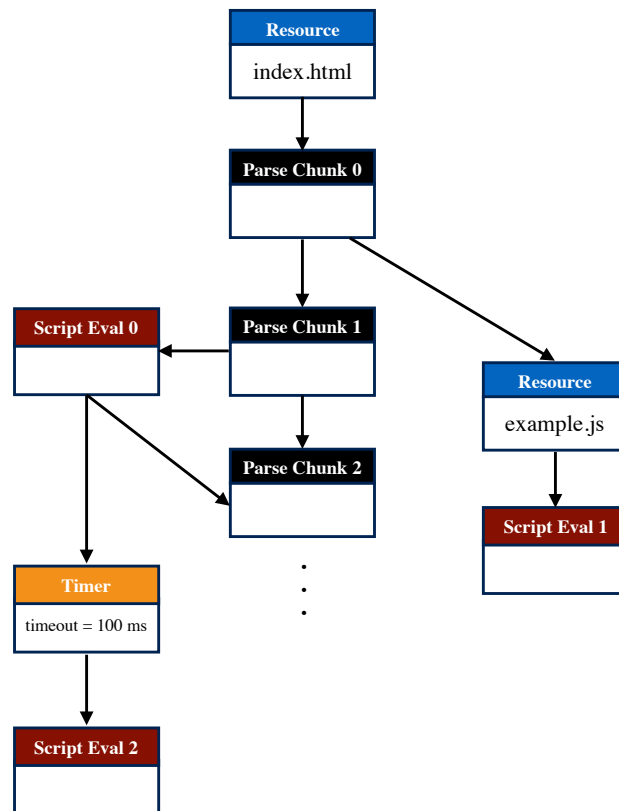 Resource
index.html
Parse Chunk 0
Script Eval 0
Parse Chunk 1
Resource
example.js
Parse Chunk 2
Script Eval 1
Timer
timeout = 100 ms
Script Eval 2